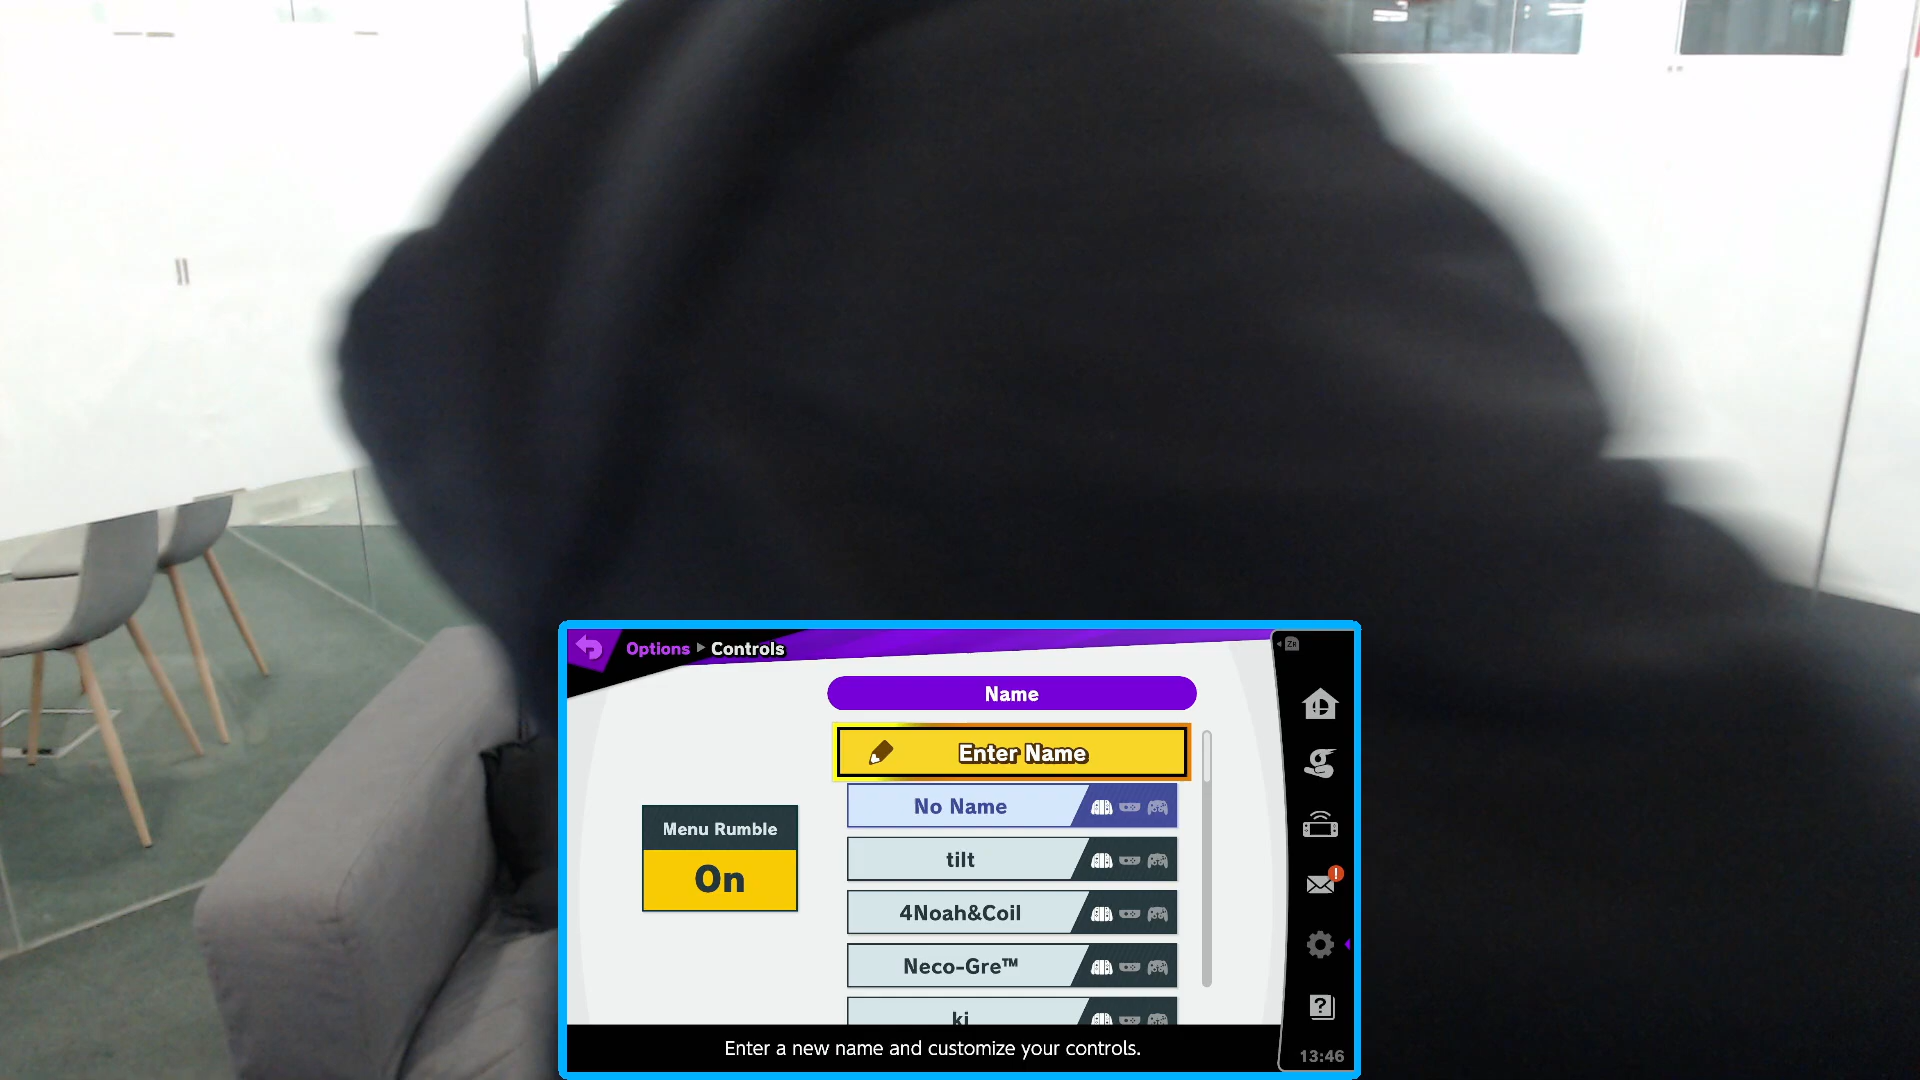 Options ▸ Controls
Name
Enter Name
No Name
tilt
4Noah&Coil
Neco-Gre™
ki
Menu Rumble
On
Enter a new name and customize your controls.
ZR
13:46